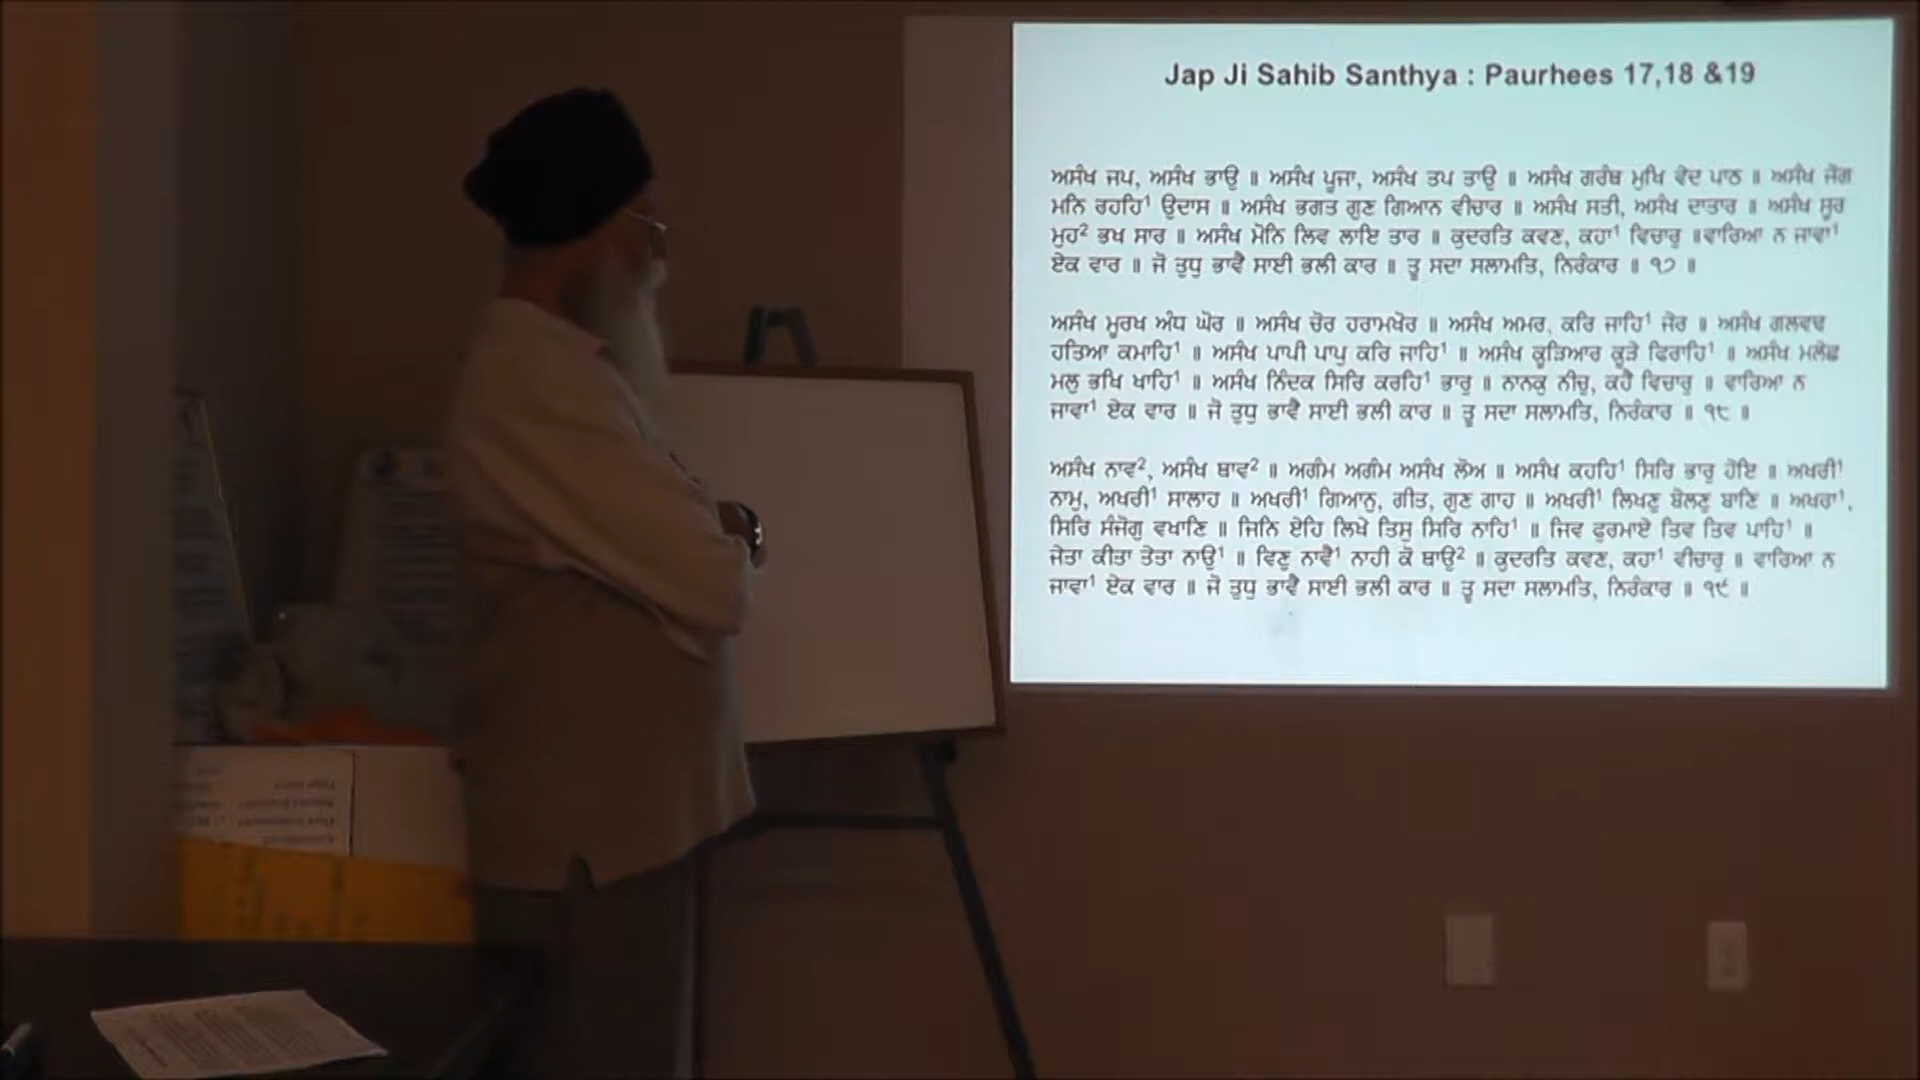 Jap Ji Sahib Santhya : Paurhees 17,18 &19
ਅਸੰਖ ਜਪ, ਅਸੰਖ ਭਾਉ ॥ ਅਸੰਖ ਪੂਜਾ, ਅਸੰਖ ਤਪ ਤਾਉ ॥ ਅਸੰਖ ਗਰੰਥ ਮੁਖਿ ਵੇਦ ਪਾਠ ॥ ਅਸੰਖ ਜੋਗ
ਮਨਿ ਰਹਹਿ¹ ਉਦਾਸ ॥ ਅਸੰਖ ਭਗਤ ਗੁਣ ਗਿਆਨ ਵੀਚਾਰ ॥ ਅਸੰਖ ਸਤੀ, ਅਸੰਖ ਦਾਤਾਰ ॥ ਅਸੰਖ ਸੂਰ
ਮੁਹ² ਭਖ ਸਾਰ ॥ ਅਸੰਖ ਮੋਨਿ ਲਿਵ ਲਾਇ ਤਾਰ ॥ ਕੁਦਰਤਿ ਕਵਣ, ਕਹਾ¹ ਵਿਚਾਰੁ ॥ਵਾਰਿਆ ਨ ਜਾਵਾ¹
ਏਕ ਵਾਰ ॥ ਜੋ ਤੁਧੁ ਭਾਵੈ ਸਾਈ ਭਲੀ ਕਾਰ ॥ ਤੂ ਸਦਾ ਸਲਾਮਤਿ, ਨਿਰੰਕਾਰ ॥ ੧੭ ॥
ਅਸੰਖ ਮੂਰਖ ਅੰਧ ਘੋਰ ॥ ਅਸੰਖ ਚੋਰ ਹਰਾਮਖੋਰ ॥ ਅਸੰਖ ਅਮਰ, ਕਰਿ ਜਾਹਿ¹ ਜੋਰ ॥ ਅਸੰਖ ਗਲਵਢ
ਹਤਿਆ ਕਮਾਹਿ¹ ॥ ਅਸੰਖ ਪਾਪੀ ਪਾਪੁ ਕਰਿ ਜਾਹਿ¹ ॥ ਅਸੰਖ ਕੂੜਿਆਰ ਕੂੜੇ ਫਿਰਾਹਿ¹ ॥ ਅਸੰਖ ਮਲੇਛ
ਮਲੁ ਭਖਿ ਖਾਹਿ¹ ॥ ਅਸੰਖ ਨਿੰਦਕ ਸਿਰਿ ਕਰਹਿ¹ ਭਾਰੁ ॥ ਨਾਨਕੁ ਨੀਚੁ, ਕਹੈ ਵਿਚਾਰੁ ॥ ਵਾਰਿਆ ਨ
ਜਾਵਾ¹ ਏਕ ਵਾਰ ॥ ਜੋ ਤੁਧੁ ਭਾਵੈ ਸਾਈ ਭਲੀ ਕਾਰ ॥ ਤੂ ਸਦਾ ਸਲਾਮਤਿ, ਨਿਰੰਕਾਰ ॥ ੧੮ ॥
ਅਸੰਖ ਨਾਵ², ਅਸੰਖ ਥਾਵ² ॥ ਅਗੰਮ ਅਗੰਮ ਅਸੰਖ ਲੋਅ ॥ ਅਸੰਖ ਕਹਹਿ¹ ਸਿਰਿ ਭਾਰੁ ਹੋਇ ॥ ਅਖਰੀ¹
ਨਾਮੁ, ਅਖਰੀ¹ ਸਾਲਾਹ ॥ ਅਖਰੀ¹ ਗਿਆਨੁ, ਗੀਤ, ਗੁਣ ਗਾਹ ॥ ਅਖਰੀ¹ ਲਿਖਣੁ ਬੋਲਣੁ ਬਾਣਿ ॥ ਅਖਰਾ¹,
ਸਿਰਿ ਸੰਜੋਗੁ ਵਖਾਣਿ ॥ ਜਿਨਿ ਏਹਿ ਲਿਖੇ ਤਿਸੁ ਸਿਰਿ ਨਾਹਿ¹ ॥ ਜਿਵ ਫੁਰਮਾਏ ਤਿਵ ਤਿਵ ਪਾਹਿ¹ ॥
ਜੇਤਾ ਕੀਤਾ ਤੇਤਾ ਨਾਉ¹ ॥ ਵਿਣੁ ਨਾਵੈ¹ ਨਾਹੀ ਕੋ ਥਾਉ² ॥ ਕੁਦਰਤਿ ਕਵਣ, ਕਹਾ¹ ਵੀਚਾਰੁ ॥ ਵਾਰਿਆ ਨ
ਜਾਵਾ¹ ਏਕ ਵਾਰ ॥ ਜੋ ਤੁਧੁ ਭਾਵੈ ਸਾਈ ਭਲੀ ਕਾਰ ॥ ਤੂ ਸਦਾ ਸਲਾਮਤਿ, ਨਿਰੰਕਾਰ ॥ ੧੯ ॥